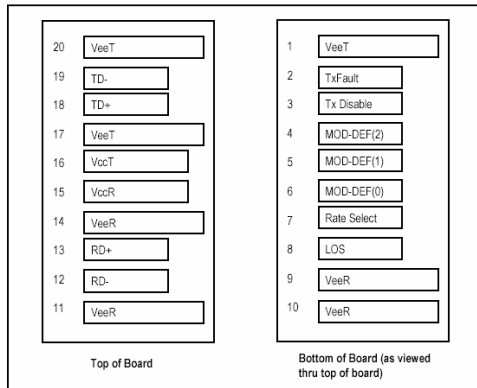 20 VeeT
19 TD-
18 TD+
17 VeeT
16 VccT
15 VccR
14 VeeR
13 RD+
12 RD-
11 VeeR
Top of Board
1 VeeT
2 TxFault
3 Tx Disable
4 MOD-DEF(2)
5 MOD-DEF(1)
6 MOD-DEF(0)
7 Rate Select
8 LOS
9 VeeR
10 VeeR
Bottom of Board (as viewed
thru top of board)